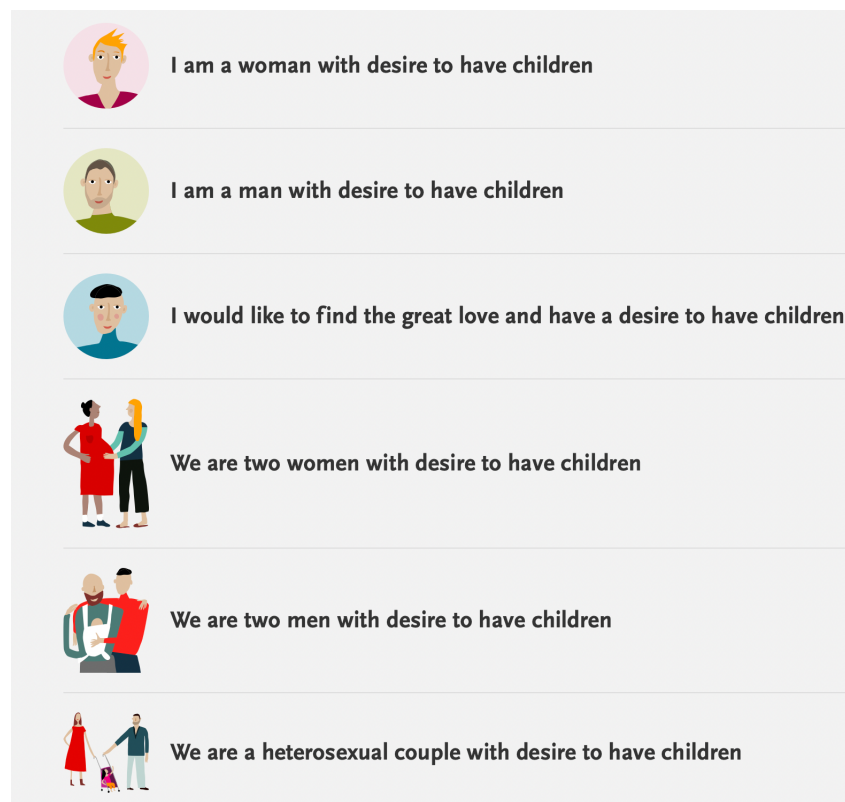 I am a woman with desire to have children
I am a man with desire to have children
I would like to find the great love and have a desire to have children
We are two women with desire to have children
We are two men with desire to have children
We are a heterosexual couple with desire to have children